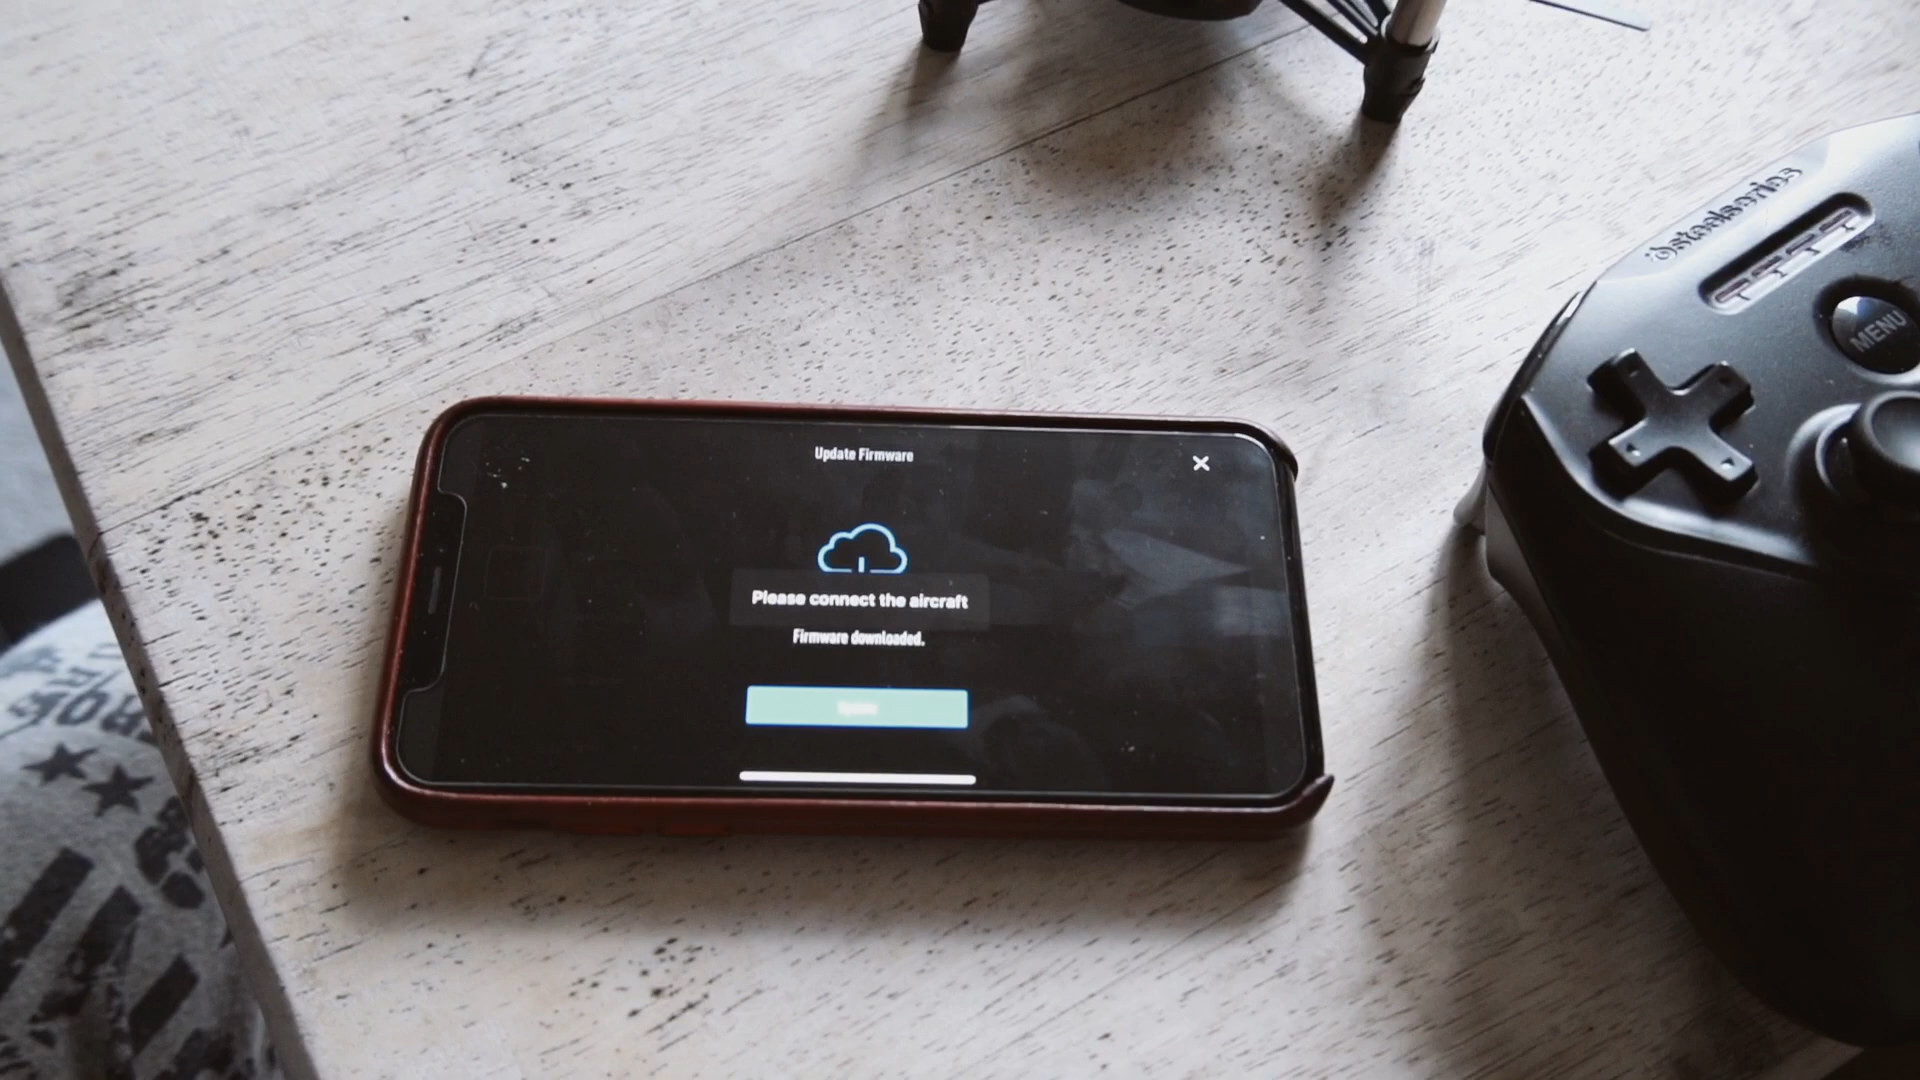 steelseries
MENU
Update Firmware
Please connect the aircraft
Firmware downloaded.